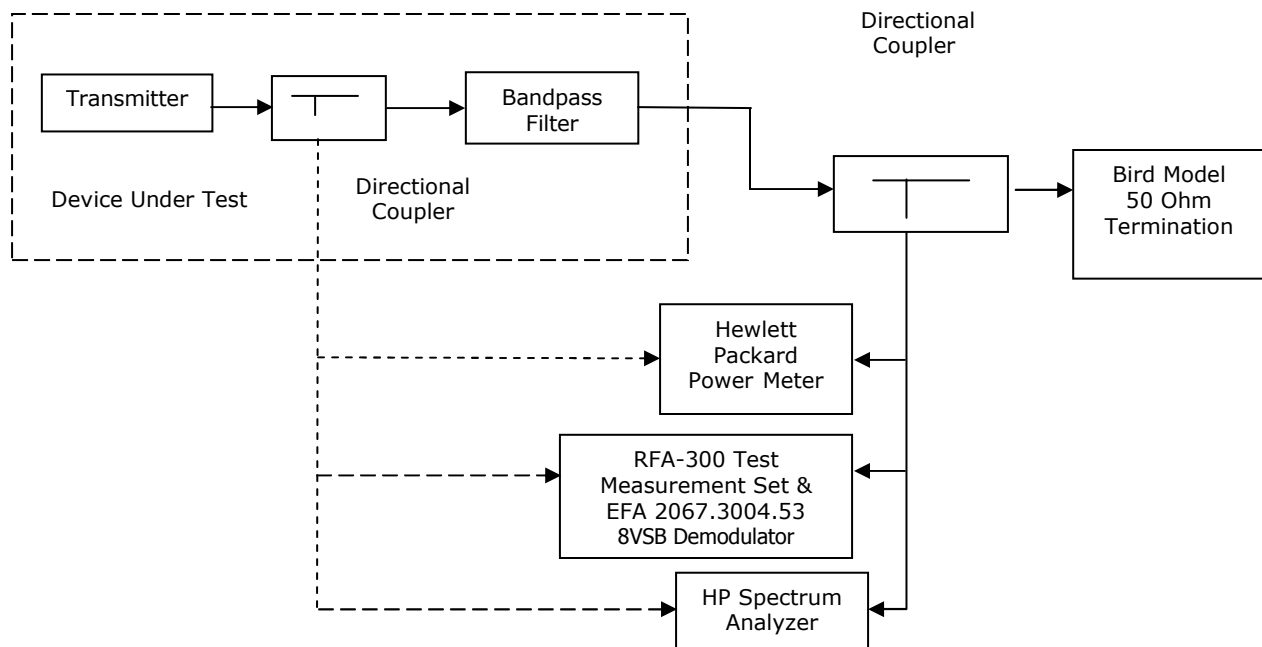 Directional
Coupler
Transmitter
Bandpass
Filter
Device Under Test
Directional
Coupler
Bird Model
50 Ohm
Termination
Hewlett
Packard
Power Meter
RFA-300 Test
Measurement Set &
EFA 2067.3004.53
8VSB Demodulator
HP Spectrum
Analyzer